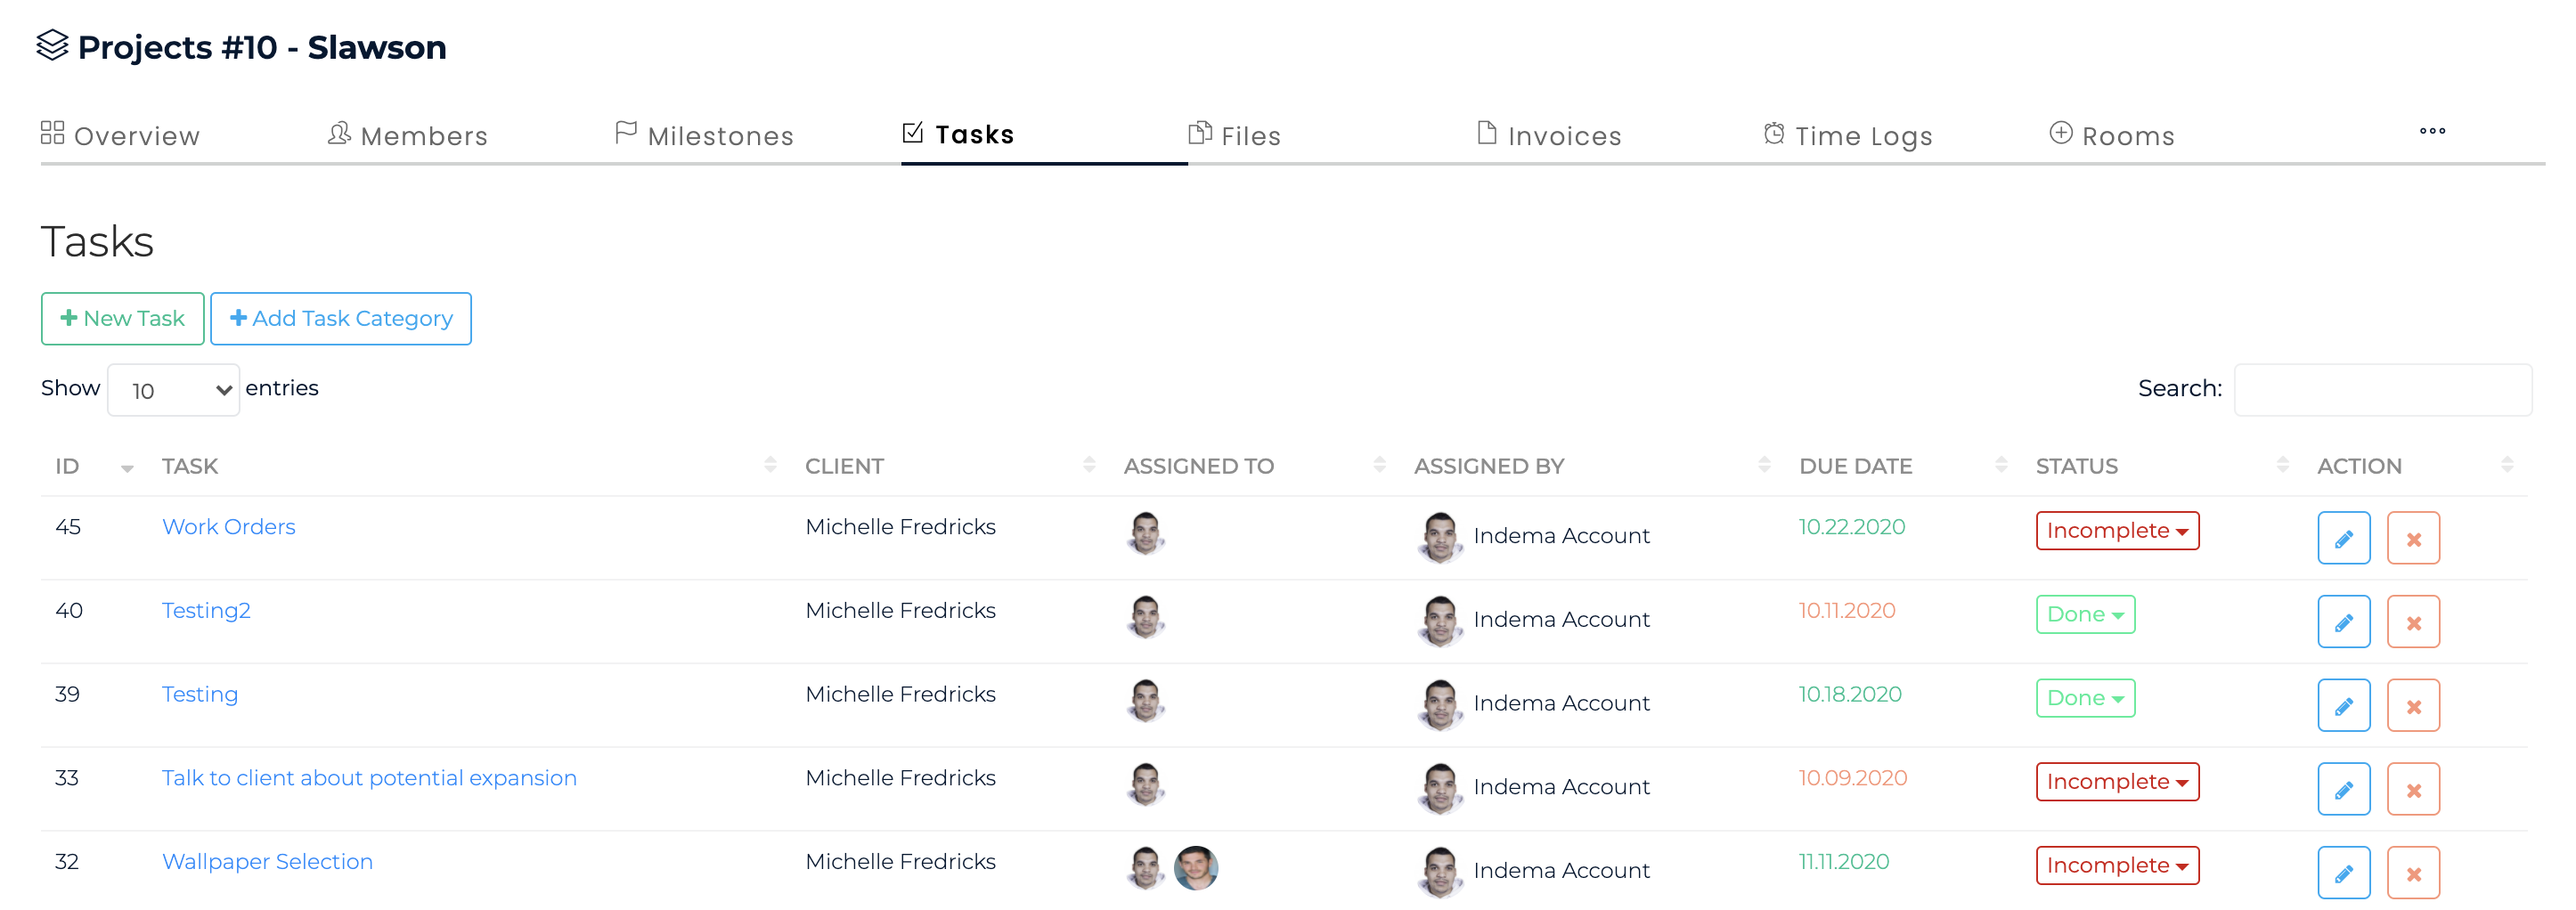 Projects #10 - Slawson
Overview Members Milestones Tasks Files Invoices Time Logs Rooms
Tasks
New Task Add Task Category
Show 10 entries Search:
ID TASK CLIENT ASSIGNED TO ASSIGNED BY DUE DATE STATUS ACTION
45 Work Orders Michelle Fredricks Indema Account 10.22.2020 Incomplete
40 Testing2 Michelle Fredricks Indema Account 10.11.2020 Done
39 Testing Michelle Fredricks Indema Account 10.18.2020 Done
33 Talk to client about potential expansion Michelle Fredricks Indema Account 10.09.2020 Incomplete
32 Wallpaper Selection Michelle Fredricks Indema Account 11.11.2020 Incomplete